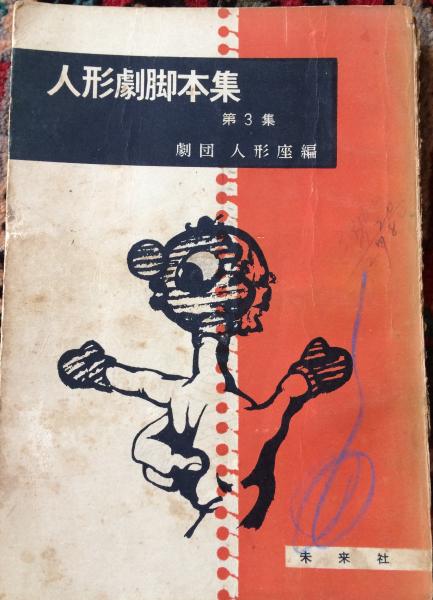 人形劇脚本集
第3集
劇団 人形座編
未来社